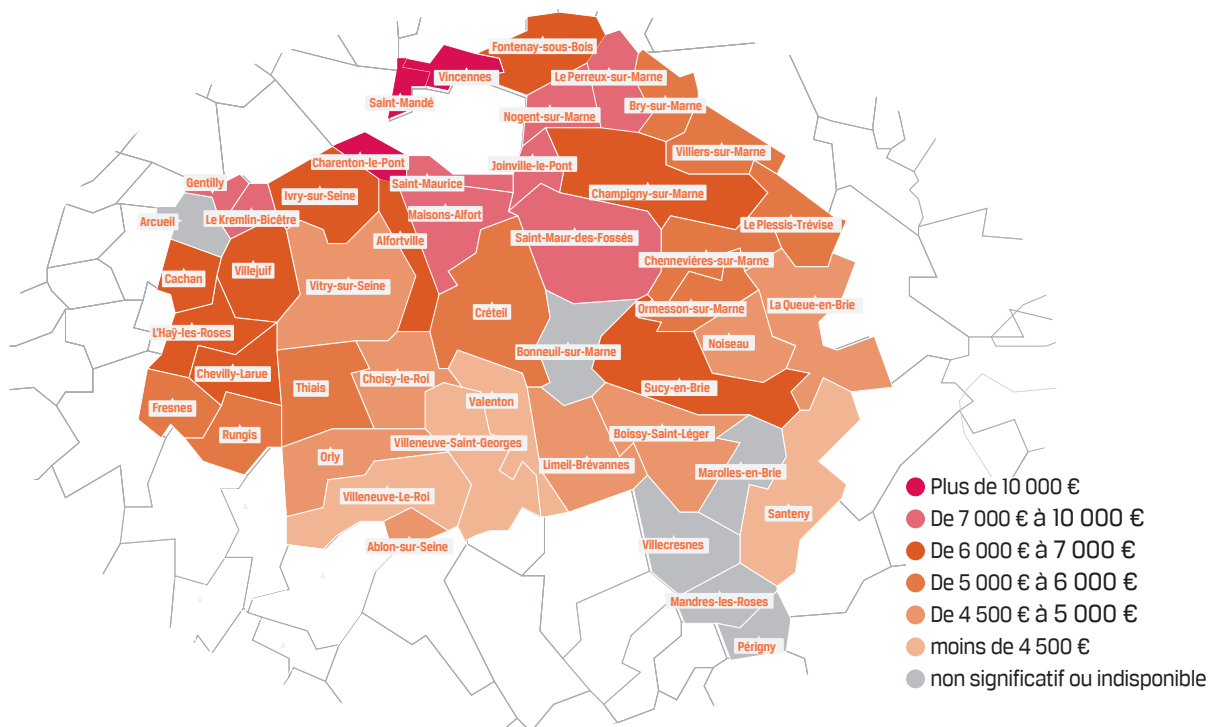 Fontenay-sous-Bois
Vincennes
Le Perreux-sur-Marne
Saint-Mandé
Bry-sur-Marne
Nogent-sur-Marne
Villiers-sur-Marne
Charenton-le-Pont
Joinville-le-Pont
Gentilly
Saint-Maurice
Ivry-sur-Seine
Champigny-sur-Marne
Arcueil
Le Kremlin-Bicêtre
Maisons-Alfort
Le Plessis-Trévise
Alfortville
Saint-Maur-des-Fossés
Chennevières-sur-Marne
Cachan
Villejuif
Vitry-sur-Seine
La Queue-en-Brie
Créteil
Ormesson-sur-Marne
L'Haÿ-les-Roses
Noiseau
Bonneuil-sur-Marne
Chevilly-Larue
Thiais
Choisy-le-Roi
Sucy-en-Brie
Fresnes
Valenton
Rungis
Villeneuve-Saint-Georges
Boissy-Saint-Léger
Orly
Limeil-Brévannes
Marolles-en-Brie
Villeneuve-Le-Roi
Santeny
Ablon-sur-Seine
Villecresnes
Mandres-les-Roses
Périgny
Plus de 10 000 €
De 7 000 € à 10 000 €
De 6 000 € à 7 000 €
De 5 000 € à 6 000 €
De 4 500 € à 5 000 €
moins de 4 500 €
non significatif ou indisponible